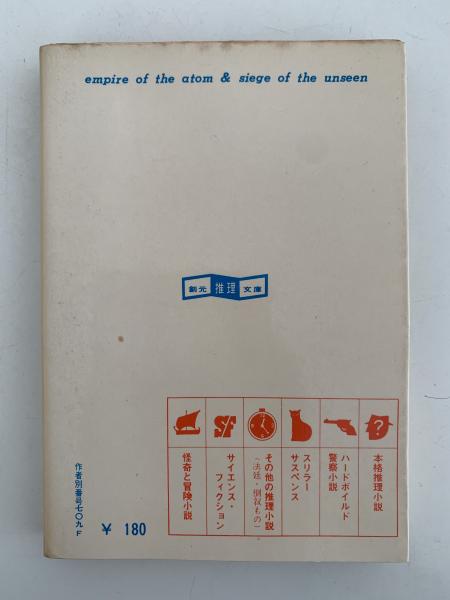 empire of the atom & siege of the unseen
創元推理文庫
?
SF
本格推理小説
ハードボイルド
警察小説
スリラー
サスペンス
その他の推理小説
(法廷・倒叙もの)
サイエンス・
フィクション
怪奇と冒険小説
作者別番号七〇九F
¥ 180